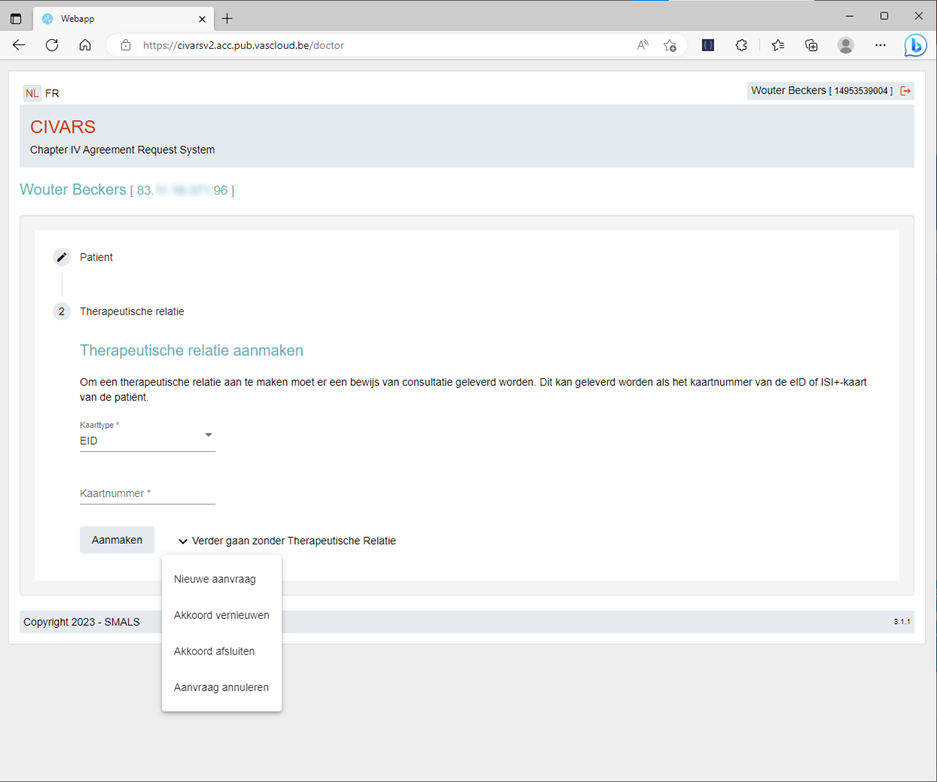 Webapp
https://civarsv2.acc.pub.vascloud.be/doctor
NL FR
Wouter Beckers [ 14953539004 ]
CIVARS
Chapter IV Agreement Request System
Wouter Beckers [ 83. 96 ]
Patient
2 Therapeutische relatie
Therapeutische relatie aanmaken
Om een therapeutische relatie aan te maken moet er een bewijs van consultatie geleverd worden. Dit kan geleverd worden als het kaartnummer van de eID of ISI+-kaart
van de patiënt.
Kaarttype *
EID
Kaartnummer *
Aanmaken
Verder gaan zonder Therapeutische Relatie
Nieuwe aanvraag
Akkoord vernieuwen
Akkoord afsluiten
Aanvraag annuleren
Copyright 2023 - SMALS
3.1.1